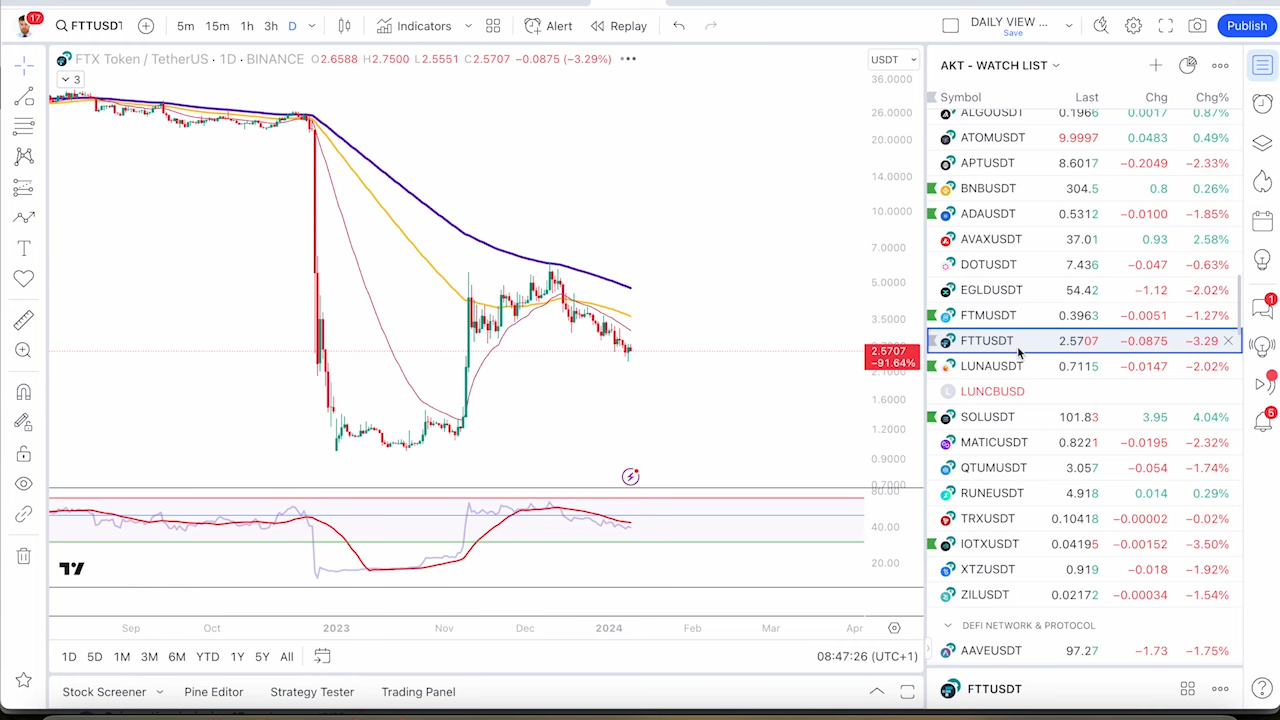 17 FTTUSDT 5m 15m 1h 3h D Indicators Alert Replay DAILY VIEW ... Save Publish
FTX Token / TetherUS · 1D · BINANCE O2.6588 H2.7500 L2.5551 C2.5707 −0.0875 (−3.29%)
3
USDT
36.0000
26.0000
20.0000
14.0000
10.0000
7.0000
5.0000
3.5000
2.5707
−91.64%
2.1000
1.6000
1.2000
0.9000
0.7000
80.00
40.00
20.00
Sep Oct 2023 Nov Dec 2024 Feb Mar Apr
1D 5D 1M 3M 6M YTD 1Y 5Y All 08:47:26 (UTC+1)
Stock Screener Pine Editor Strategy Tester Trading Panel
AKT - WATCH LIST
Symbol Last Chg Chg%
ALGOUSDT 0.1966 0.0017 0.87%
ATOMUSDT 9.9997 0.0483 0.49%
APTUSDT 8.6017 −0.2049 −2.33%
BNBUSDT 304.5 0.8 0.26%
ADAUSDT 0.5312 −0.0100 −1.85%
AVAXUSDT 37.01 0.93 2.58%
DOTUSDT 7.436 −0.047 −0.63%
EGLDUSDT 54.42 −1.12 −2.02%
FTMUSDT 0.3963 −0.0051 −1.27%
FTTUSDT 2.5707 −0.0875 −3.29
LUNAUSDT 0.7115 −0.0147 −2.02%
L LUNCBUSD
SOLUSDT 101.83 3.95 4.04%
MATICUSDT 0.8221 −0.0195 −2.32%
QTUMUSDT 3.057 −0.054 −1.74%
RUNEUSDT 4.918 0.014 0.29%
TRXUSDT 0.10418 −0.00002 −0.02%
IOTXUSDT 0.04195 −0.00152 −3.50%
XTZUSDT 0.919 −0.018 −1.92%
ZILUSDT 0.02172 −0.00034 −1.54%
DEFI NETWORK & PROTOCOL
AAVEUSDT 97.27 −1.73 −1.75%
FTTUSDT
1
5